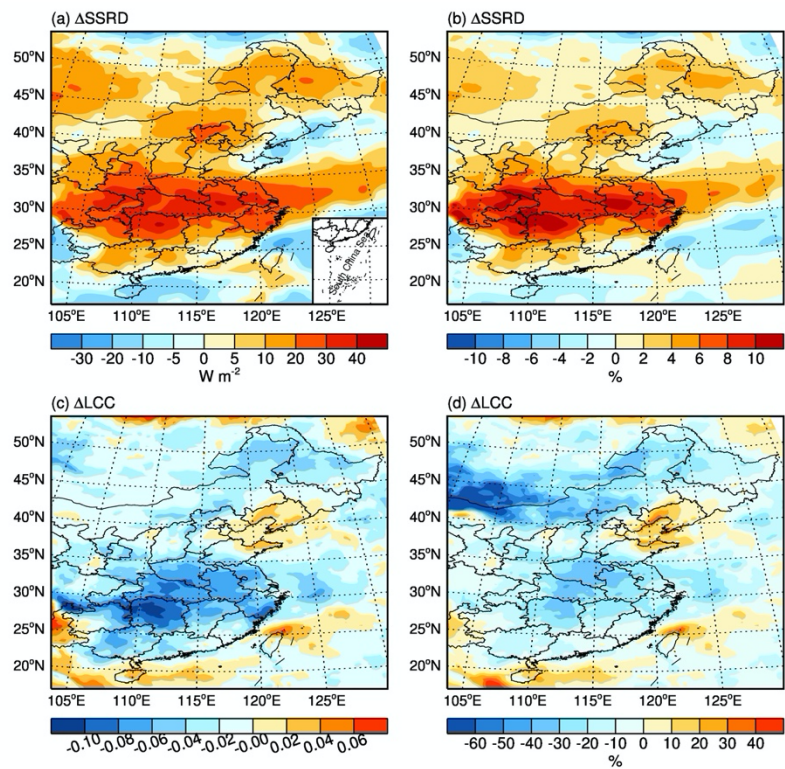 (a) ΔSSRD
(b) ΔSSRD
50°N
45°N
40°N
35°N
30°N
25°N
20°N
South China Sea
105°E 110°E 115°E 120°E 125°E
-30 -20 -10 -5 0 5 10 20 30 40
W m⁻²
50°N
45°N
40°N
35°N
30°N
25°N
20°N
105°E 110°E 115°E 120°E 125°E
-10 -8 -6 -4 -2 0 2 4 6 8 10
%
(c) ΔLCC
(d) ΔLCC
50°N
45°N
40°N
35°N
30°N
25°N
20°N
105°E 110°E 115°E 120°E 125°E
-0.10 -0.08 -0.06 -0.04 -0.02 -0.00 0.02 0.04 0.06
50°N
45°N
40°N
35°N
30°N
25°N
20°N
105°E 110°E 115°E 120°E 125°E
-60 -50 -40 -30 -20 -10 0 10 20 30 40
%